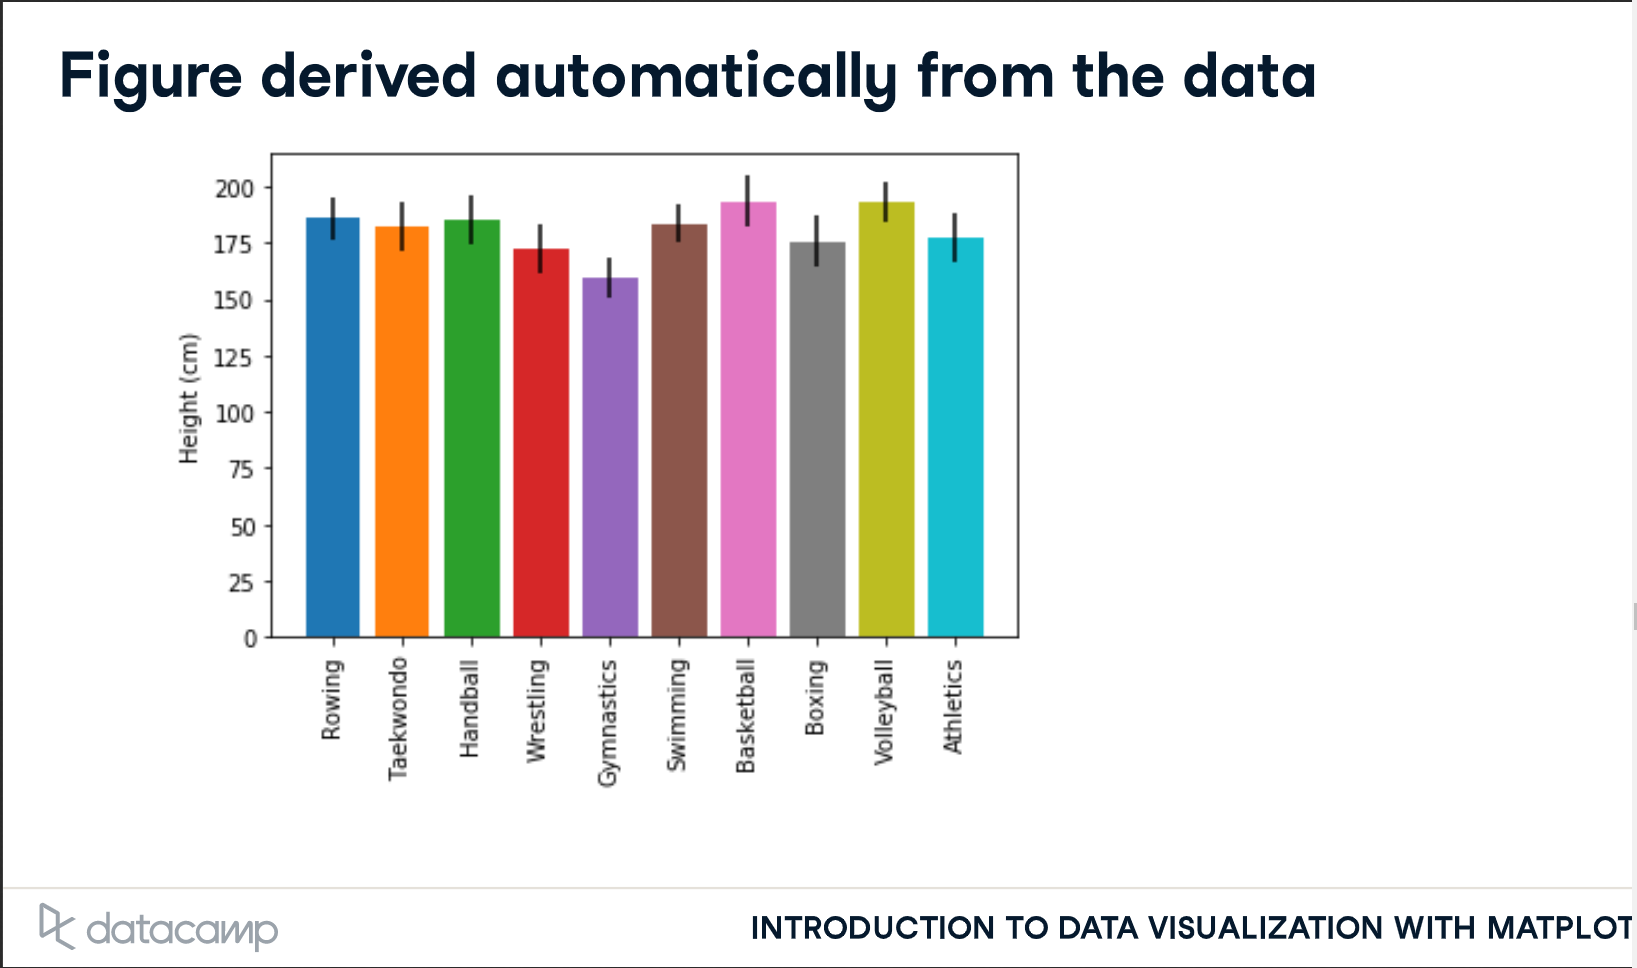 Figure derived automatically from the data
200
175
150
125
100
75
50
25
0
Height (cm)
Rowing
Taekwondo
Handball
Wrestling
Gymnastics
Swimming
Basketball
Boxing
Volleyball
Athletics
datacamp
INTRODUCTION TO DATA VISUALIZATION WITH MATPLOT